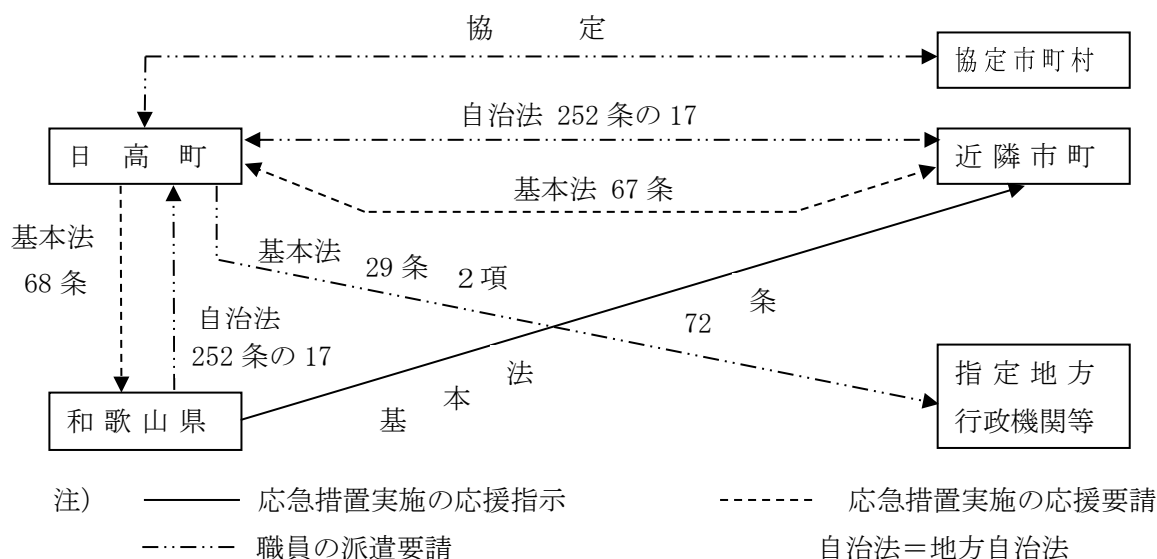 協　　　定
協定市町村
自治法 252 条の 17
日　高　町
近隣市町
基本法 67 条
基本法
68 条
基本法 29 条 2項
自治法
252 条の 17
基本法 72 条
指定地方
行政機関等
和歌山県
注） 応急措置実施の応援指示
応急措置実施の応援要請
職員の派遣要請
自治法＝地方自治法